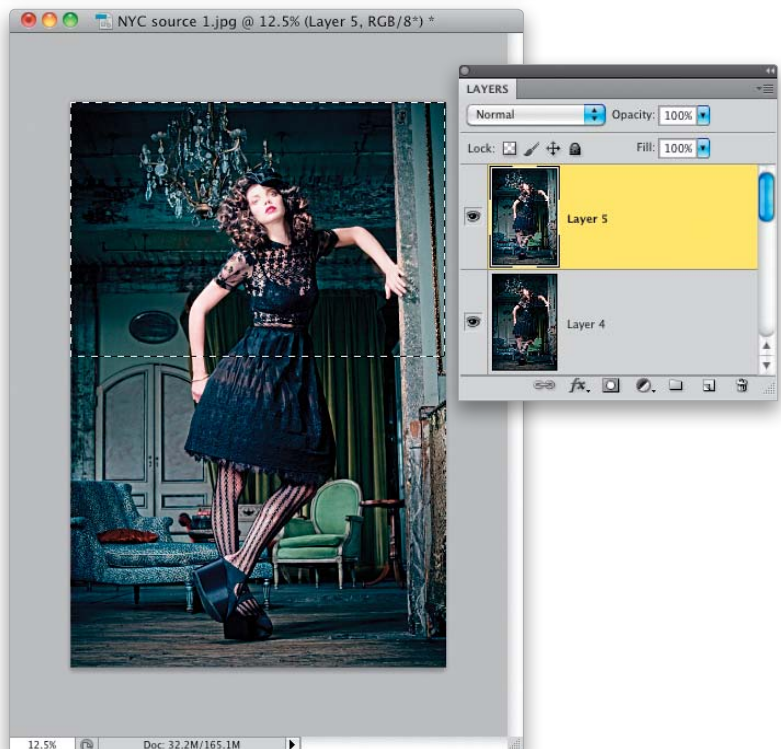 NYC source 1.jpg @ 12.5% (Layer 5, RGB/8*) *
LAYERS
Normal
Opacity: 100%
Lock:
Fill: 100%
Layer 5
Layer 4
fx.
12.5%
Doc: 32.2M/165.1M